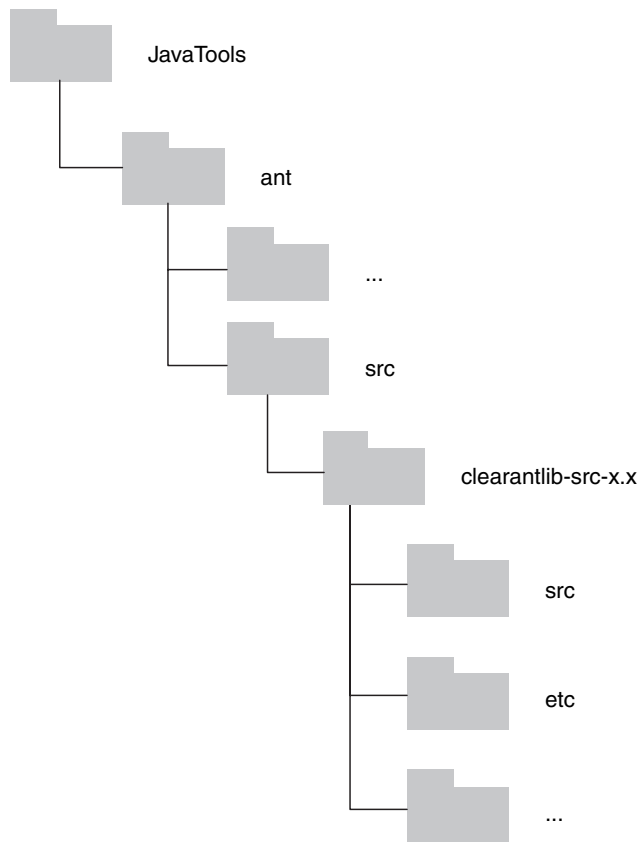 JavaTools
ant
...
src
clearantlib-src-x.x
src
etc
...